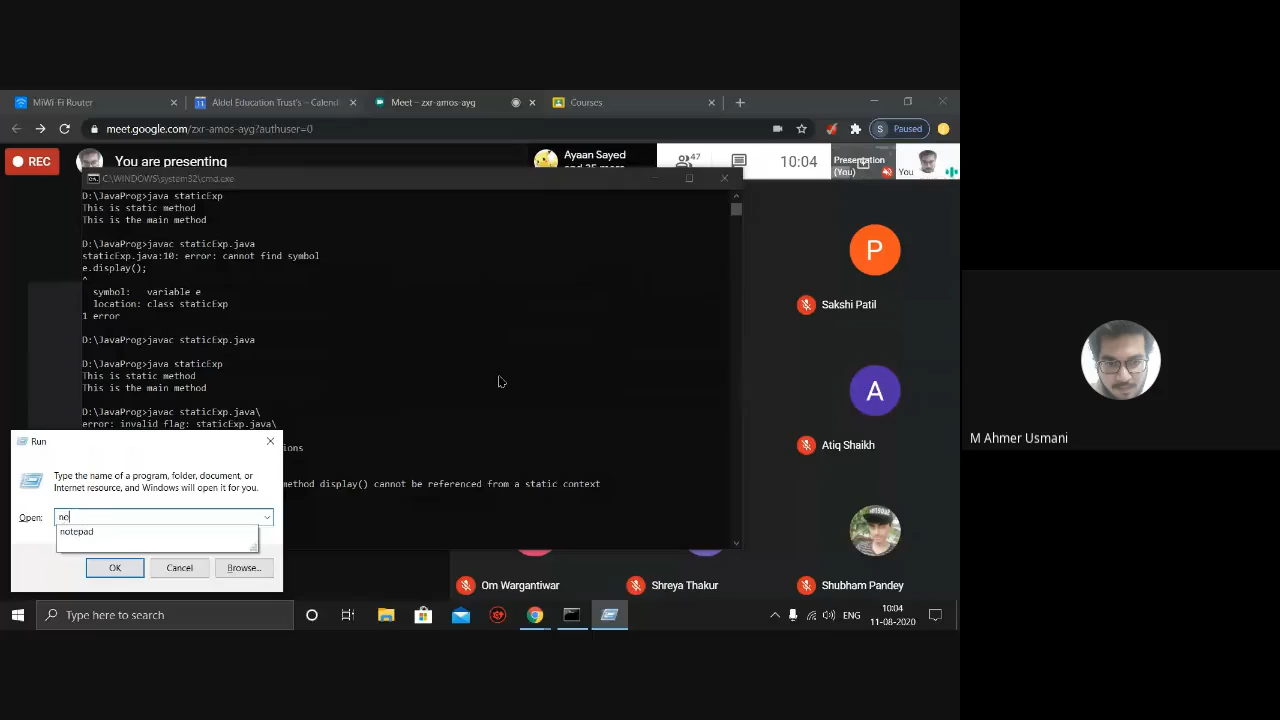 MiWi-Fi Router
Aldel Education Trust's – Calend
Meet – zxr-amos-ayg
Courses
meet.google.com/zxr-amos-ayg?authuser=0
S
Paused
REC
You are presenting
Ayaan Sayed
47
10:04
Presentation
(You)
You
C:\WINDOWS\system32\cmd.exe
D:\JavaProg>java staticExp
This is static method
This is the main method
D:\JavaProg>javac staticExp.java
staticExp.java:10: error: cannot find symbol
e.display();
^
symbol:   variable e
location: class staticExp
1 error
D:\JavaProg>javac staticExp.java
D:\JavaProg>java staticExp
This is static method
This is the main method
D:\JavaProg>javac staticExp.java\
error: invalid flag: staticExp.java\
ions
method display() cannot be referenced from a static context
P
Sakshi Patil
A
Atiq Shaikh
Om Wargantiwar
Shreya Thakur
Shubham Pandey
M Ahmer Usmani
Run
Type the name of a program, folder, document, or
Internet resource, and Windows will open it for you.
Open:
no
notepad
OK
Cancel
Browse...
Type here to search
ENG
10:04
11-08-2020